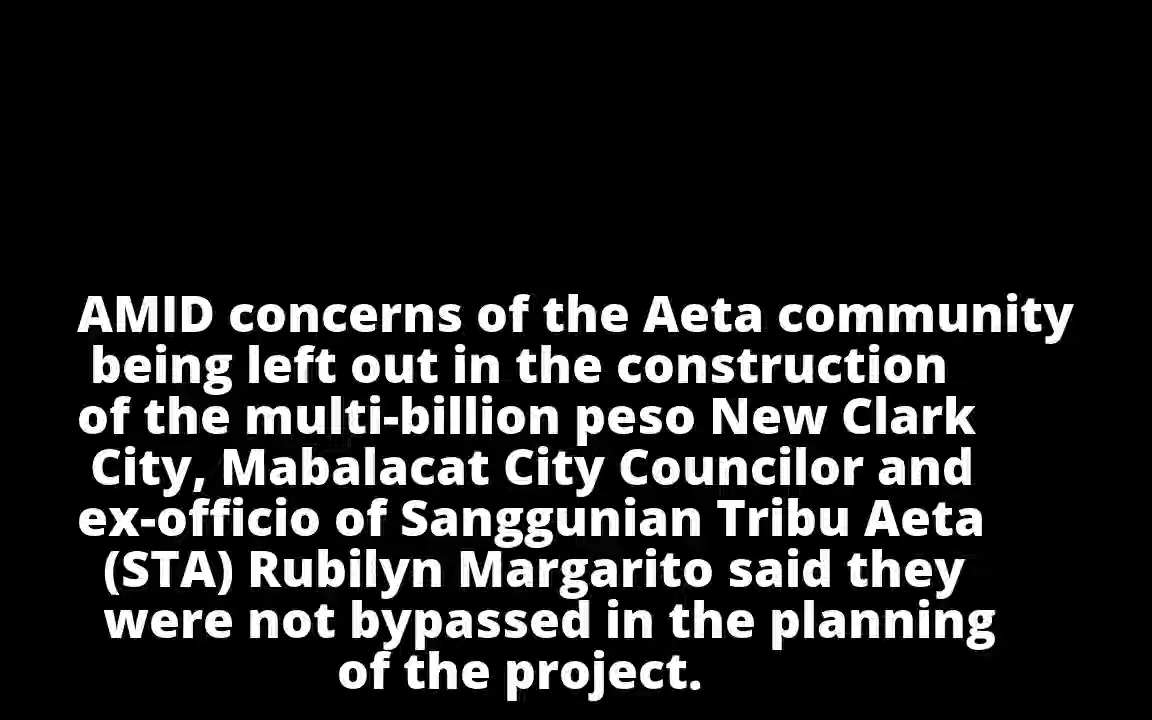 AMID concerns of the Aeta community
being left out in the construction
of the multi-billion peso New Clark
City, Mabalacat City Councilor and
ex-officio of Sanggunian Tribu Aeta
(STA) Rubilyn Margarito said they
were not bypassed in the planning
of the project.